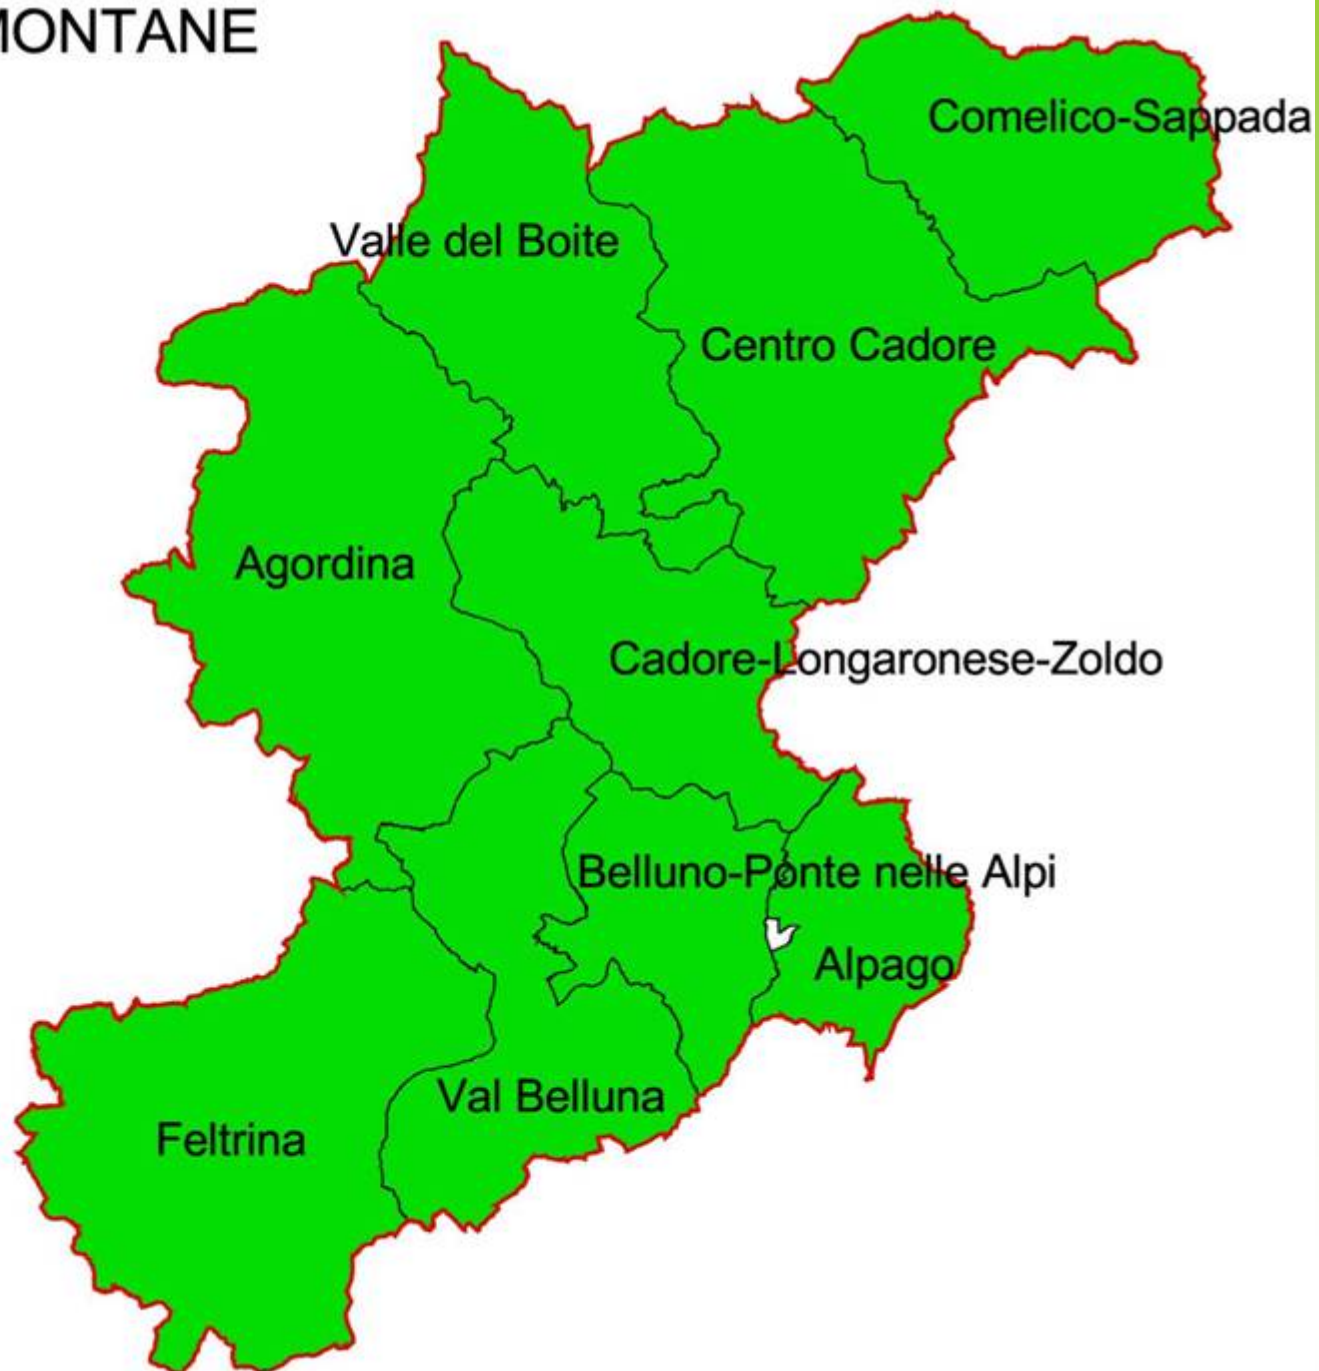 MONTANE
Comelico-Sappada
Valle del Boite
Centro Cadore
Agordina
Cadore-Longaronese-Zoldo
Belluno-Ponte nelle Alpi
Alpago
Val Belluna
Feltrina